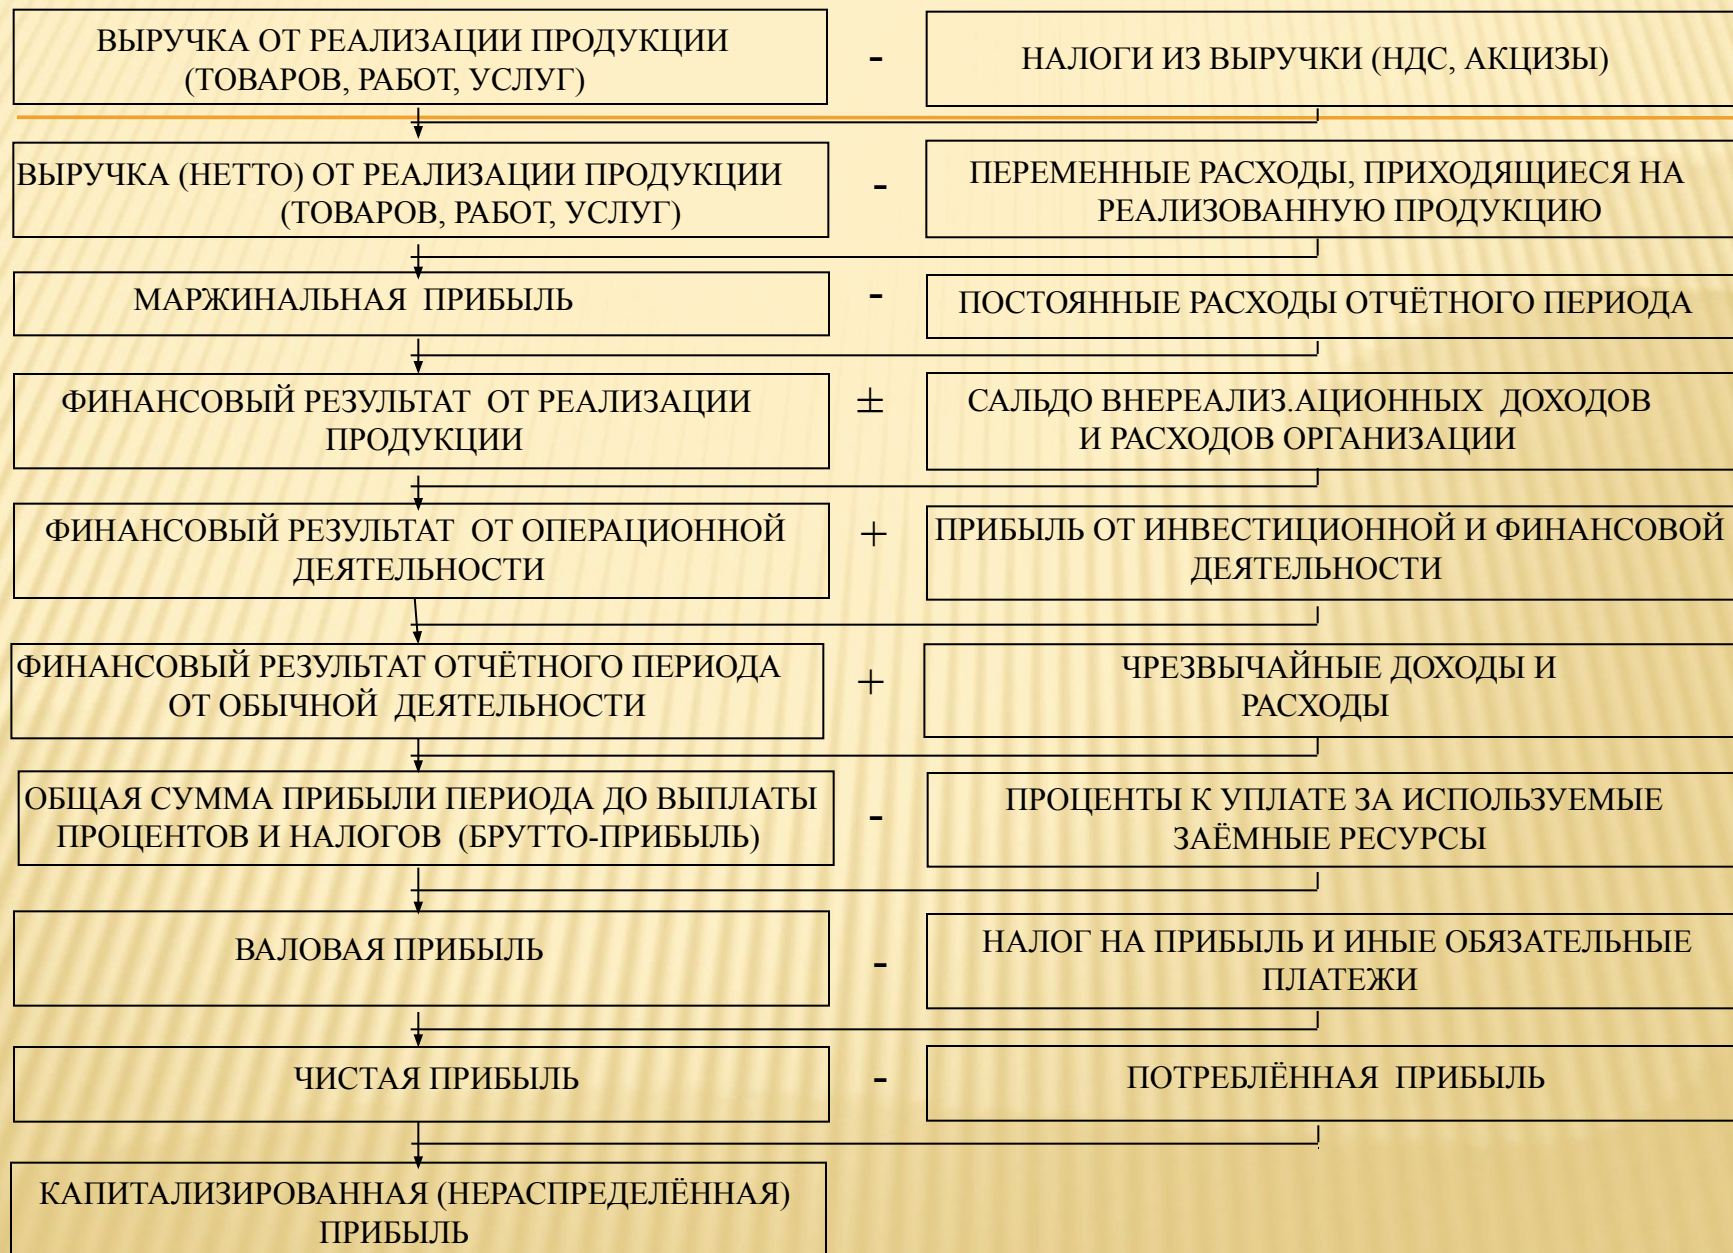 ВЫРУЧКА ОТ РЕАЛИЗАЦИИ ПРОДУКЦИИ
(ТОВАРОВ, РАБОТ, УСЛУГ)
-
НАЛОГИ ИЗ ВЫРУЧКИ (НДС, АКЦИЗЫ)
ВЫРУЧКА (НЕТТО) ОТ РЕАЛИЗАЦИИ ПРОДУКЦИИ
(ТОВАРОВ, РАБОТ, УСЛУГ)
-
ПЕРЕМЕННЫЕ РАСХОДЫ, ПРИХОДЯЩИЕСЯ НА
РЕАЛИЗОВАННУЮ ПРОДУКЦИЮ
МАРЖИНАЛЬНАЯ ПРИБЫЛЬ
-
ПОСТОЯННЫЕ РАСХОДЫ ОТЧЁТНОГО ПЕРИОДА
ФИНАНСОВЫЙ РЕЗУЛЬТАТ ОТ РЕАЛИЗАЦИИ
ПРОДУКЦИИ
±
САЛЬДО ВНЕРЕАЛИЗ.АЦИОННЫХ ДОХОДОВ
И РАСХОДОВ ОРГАНИЗАЦИИ
ФИНАНСОВЫЙ РЕЗУЛЬТАТ ОТ ОПЕРАЦИОННОЙ
ДЕЯТЕЛЬНОСТИ
+
ПРИБЫЛЬ ОТ ИНВЕСТИЦИОННОЙ И ФИНАНСОВОЙ
ДЕЯТЕЛЬНОСТИ
ФИНАНСОВЫЙ РЕЗУЛЬТАТ ОТЧЁТНОГО ПЕРИОДА
ОТ ОБЫЧНОЙ ДЕЯТЕЛЬНОСТИ
+
ЧРЕЗВЫЧАЙНЫЕ ДОХОДЫ И
РАСХОДЫ
ОБЩАЯ СУММА ПРИБЫЛИ ПЕРИОДА ДО ВЫПЛАТЫ
ПРОЦЕНТОВ И НАЛОГОВ (БРУТТО-ПРИБЫЛЬ)
-
ПРОЦЕНТЫ К УПЛАТЕ ЗА ИСПОЛЬЗУЕМЫЕ
ЗАЁМНЫЕ РЕСУРСЫ
ВАЛОВАЯ ПРИБЫЛЬ
-
НАЛОГ НА ПРИБЫЛЬ И ИНЫЕ ОБЯЗАТЕЛЬНЫЕ
ПЛАТЕЖИ
ЧИСТАЯ ПРИБЫЛЬ
-
ПОТРЕБЛЁННАЯ ПРИБЫЛЬ
КАПИТАЛИЗИРОВАННАЯ (НЕРАСПРЕДЕЛЁННАЯ)
ПРИБЫЛЬ